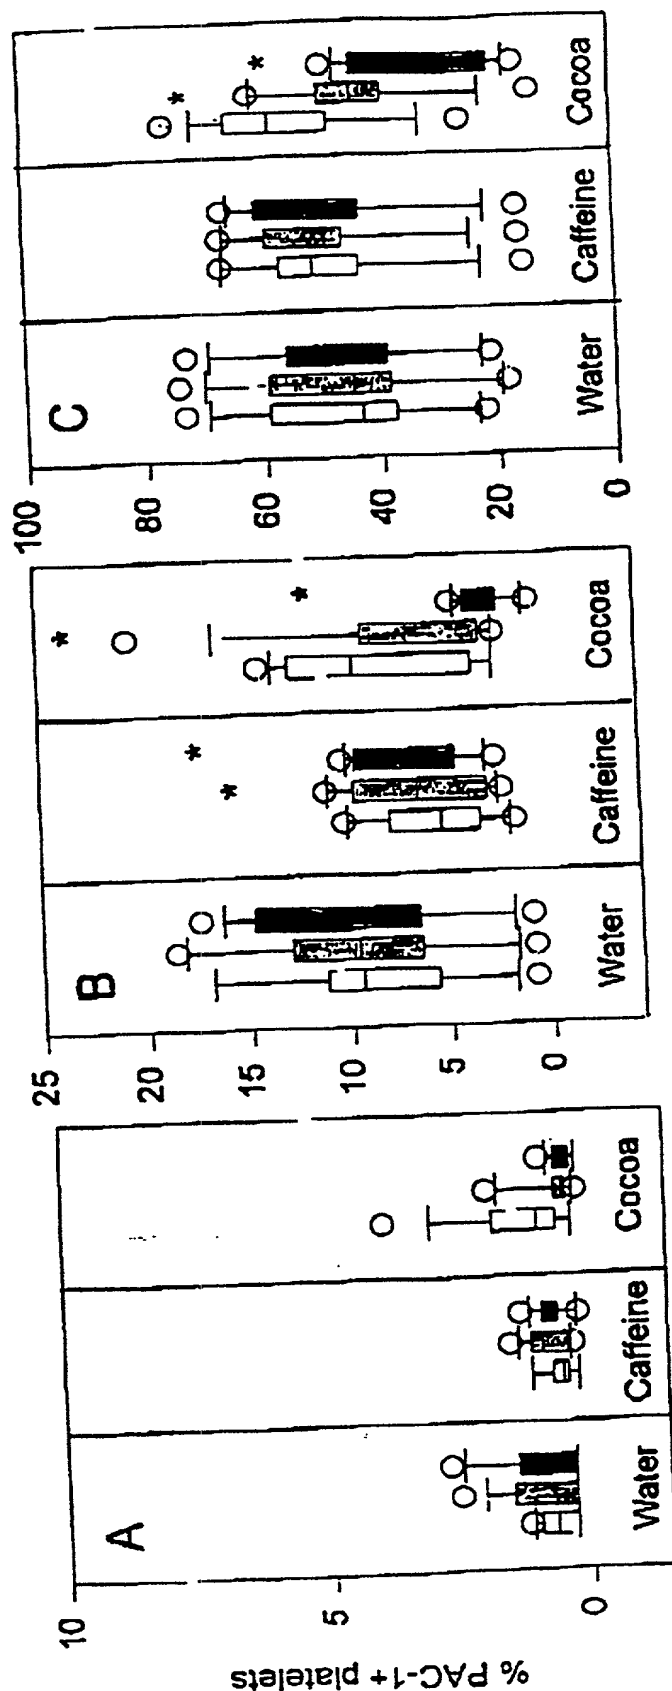 % PAC-1+ platelets
A
10
5
0
Water
Caffeine
Cocoa
B
25
20
15
10
5
0
Water
Caffeine
*
*
Cocoa
*
*
C
100
80
60
40
20
0
Water
Caffeine
Cocoa
*
*